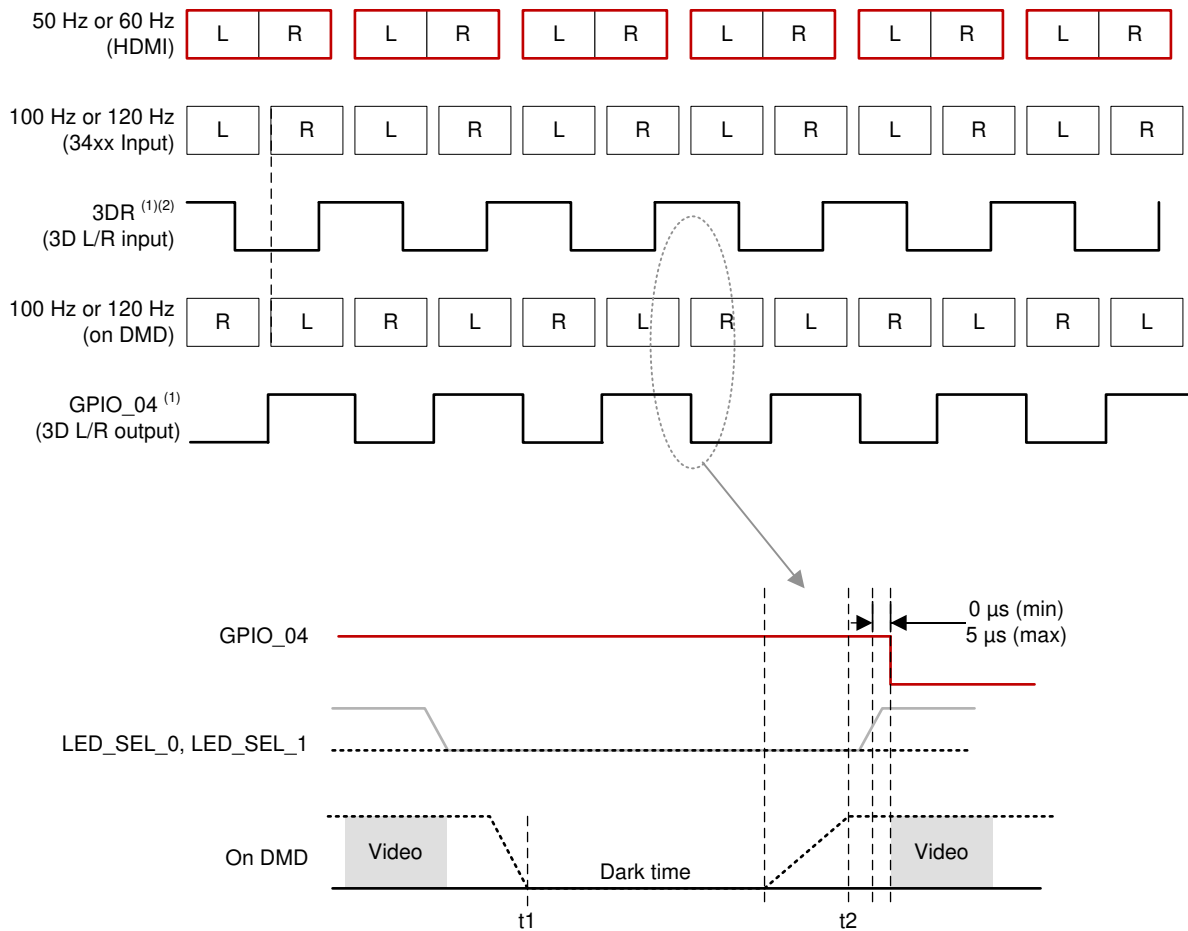 50 Hz or 60 Hz
(HDMI)
L R L R L R L R L R L R
100 Hz or 120 Hz
(34xx Input)
L R L R L R L R L R L R
3DR (1)(2)
(3D L/R input)
100 Hz or 120 Hz
(on DMD)
R L R L R L R L R L R L
GPIO_04 (1)
(3D L/R output)
0 µs (min)
5 µs (max)
GPIO_04
LED_SEL_0, LED_SEL_1
On DMD
Video
Dark time
Video
t1
t2